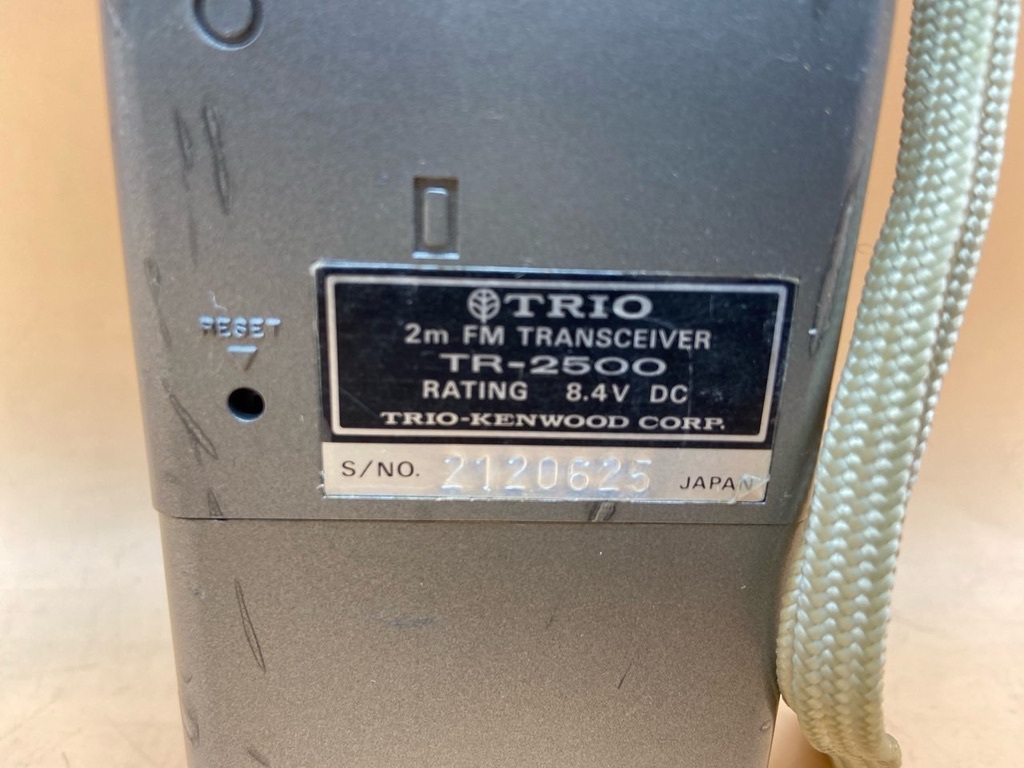 RESET
TRIO
2m FM TRANSCEIVER
TR-2500
RATING 8.4V DC
TRIO-KENWOOD CORP.
S/NO. 2120625 JAPAN